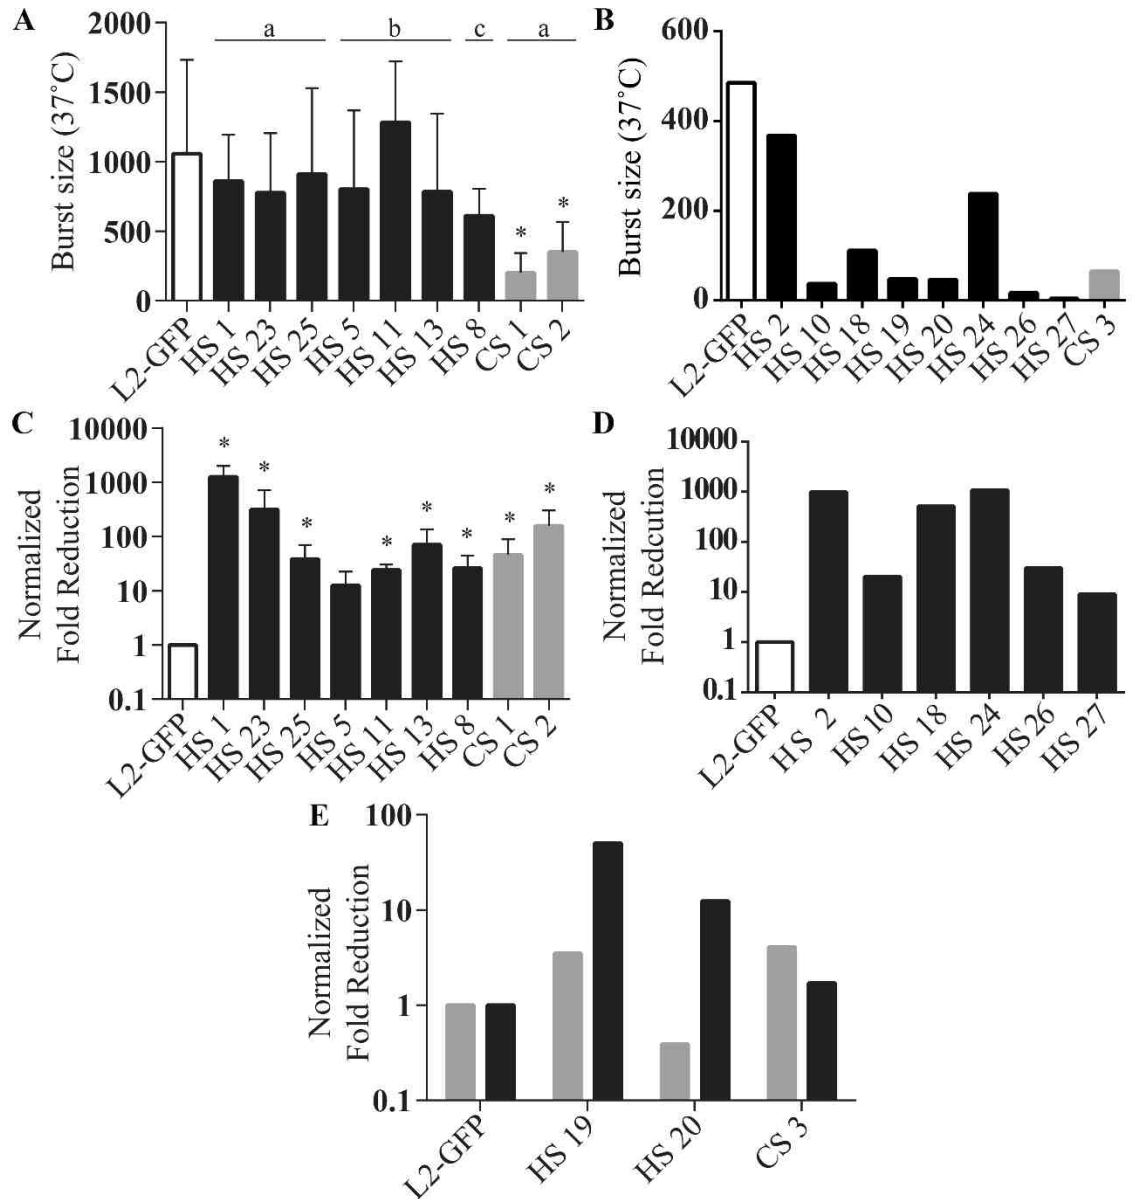 A
Burst size (37˚C)
2000
1500
1000
500
0
a
b
c
a
*
*
L2-GFP
HS 1
HS 23
HS 25
HS 5
HS 11
HS 13
HS 8
CS 1
CS 2
B
Burst size (37˚C)
600
400
200
0
L2-GFP
HS 2
HS 10
HS 18
HS 19
HS 20
HS 24
HS 26
HS 27
CS 3
C
Normalized
Fold Reduction
10000
1000
100
10
1
0.1
*
*
*
*
*
*
*
*
L2-GFP
HS 1
HS 23
HS 25
HS 5
HS 11
HS 13
HS 8
CS 1
CS 2
D
Normalized
Fold Redcution
10000
1000
100
10
1
0.1
L2-GFP
HS 2
HS 10
HS 18
HS 24
HS 26
HS 27
E
Normalized
Fold Reduction
100
10
1
0.1
L2-GFP
HS 19
HS 20
CS 3